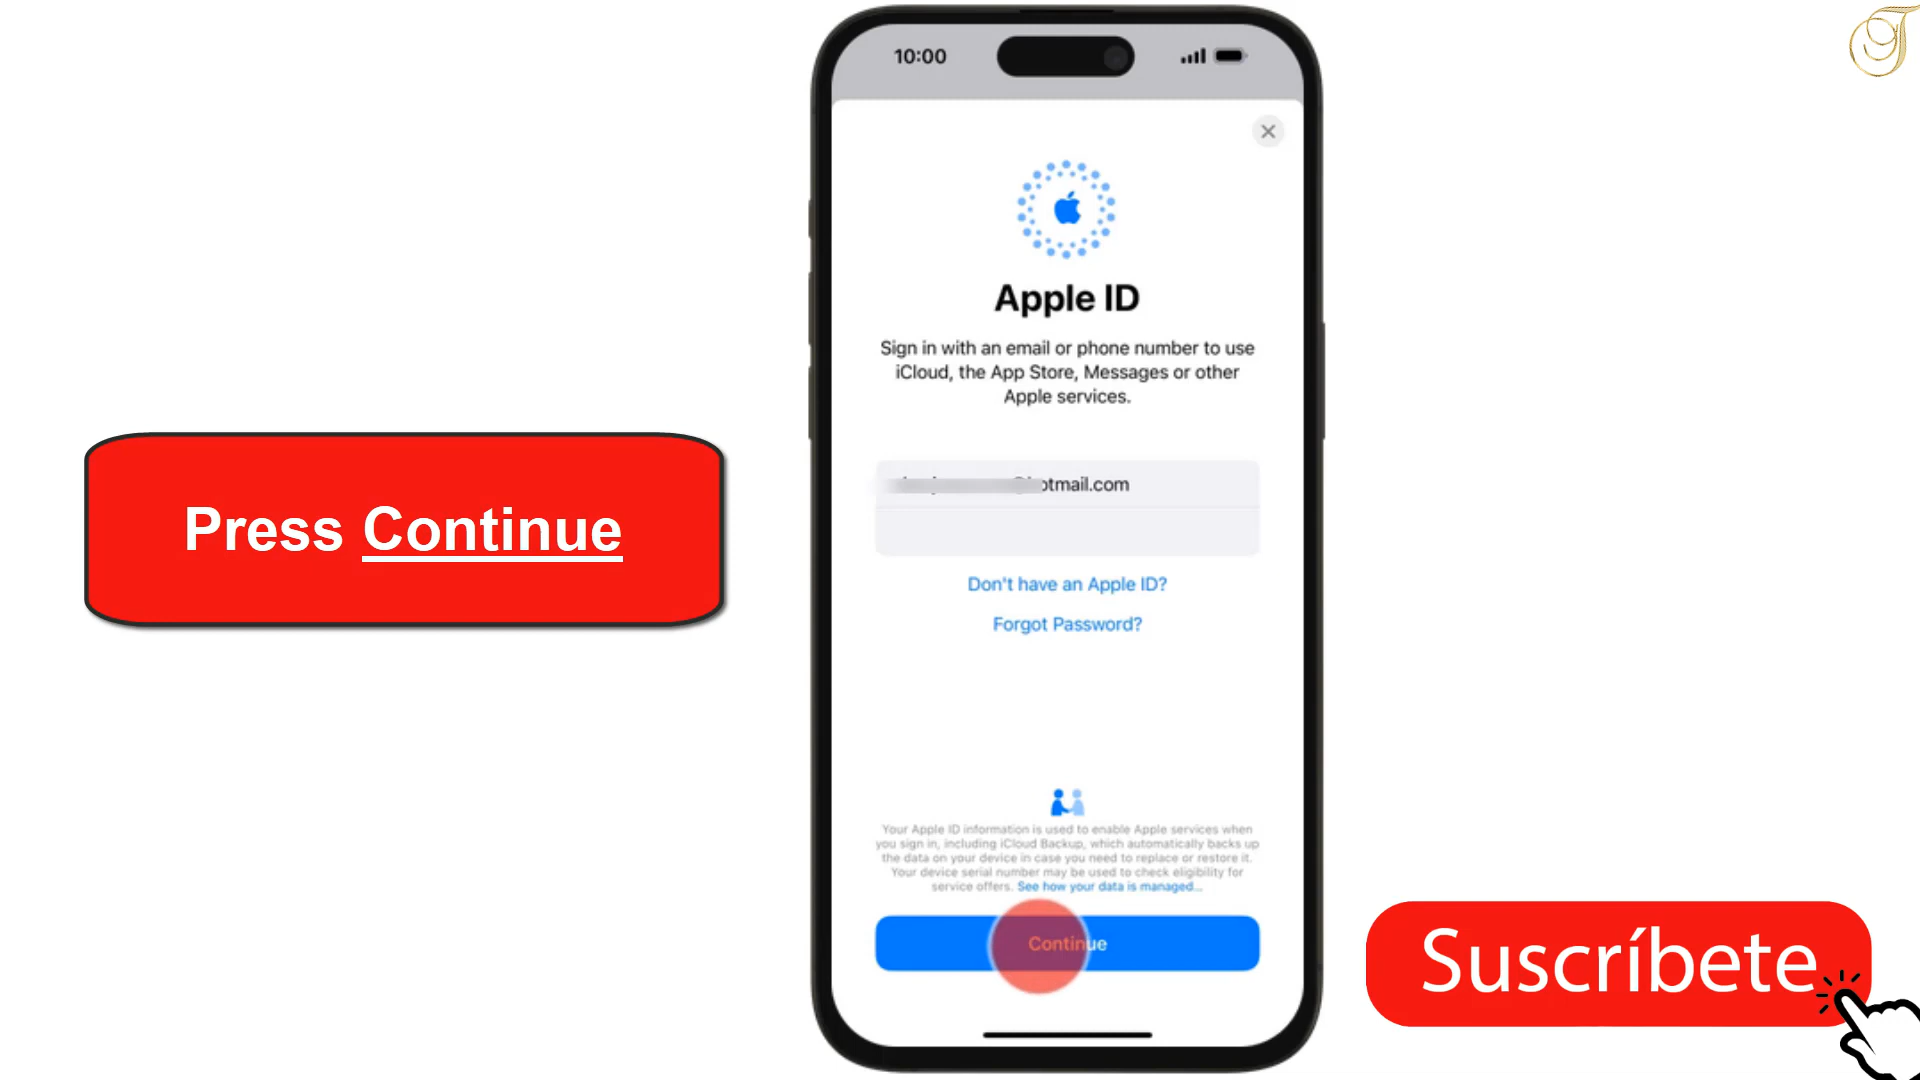 10:00
Apple ID
Sign in with an email or phone number to use
iCloud, the App Store, Messages or other
Apple services.
otmail.com
Press Continue
Don't have an Apple ID?
Forgot Password?
Your Apple ID information is used to enable Apple services when
you sign in, including iCloud Backup, which automatically backs up
the data on your device in case you need to replace or restore it.
Your device serial number may be used to check eligibility for
service offers. See how your data is managed...
Continue
Suscríbete